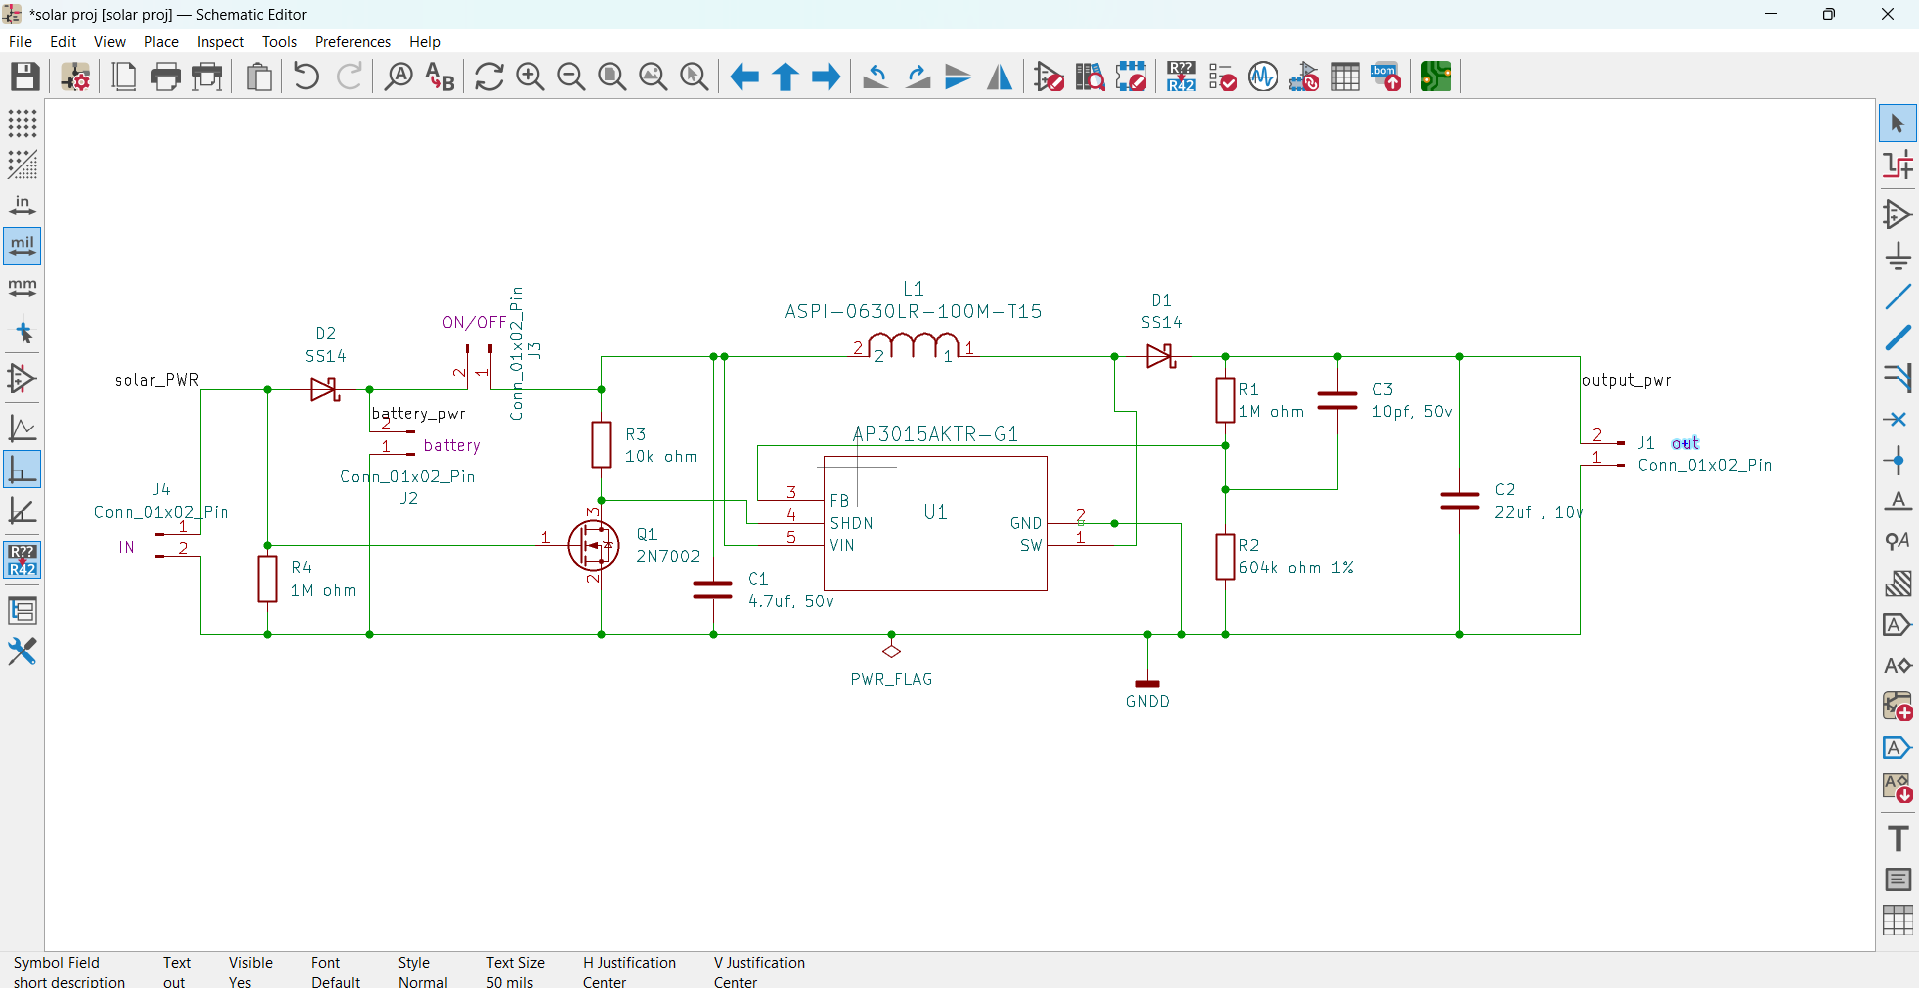 *solar proj [solar proj] — Schematic Editor
File Edit View Place Inspect Tools Preferences Help
A B
R?? R42
.bom
in
mil
mm
R?? R42
L1
ASPI-0630LR-100M-T15
2 2 1 1
D1
SS14
D2
SS14
ON/OFF
2 1
Conn_01x02_Pin
J3
solar_PWR
battery_pwr
2
1 battery
Conn_01x02_Pin
J2
R3
10k ohm
AP3015AKTR-G1
R1
1M ohm
C3
10pf, 50v
output_pwr
2 J1 out
1 Conn_01x02_Pin
J4
Conn_01x02_Pin
1
IN 2
3 FB
4 SHDN
5 VIN
U1
GND 2
SW 1
3
1
2
Q1
2N7002
C2
22uf , 10v
R4
1M ohm
C1
4.7uf, 50v
R2
604k ohm 1%
PWR_FLAG
GNDD
A
A
A
A
A
A
A
T
Symbol Field Text Visible Font Style Text Size H Justification V Justification
short description out Yes Default Normal 50 mils Center Center